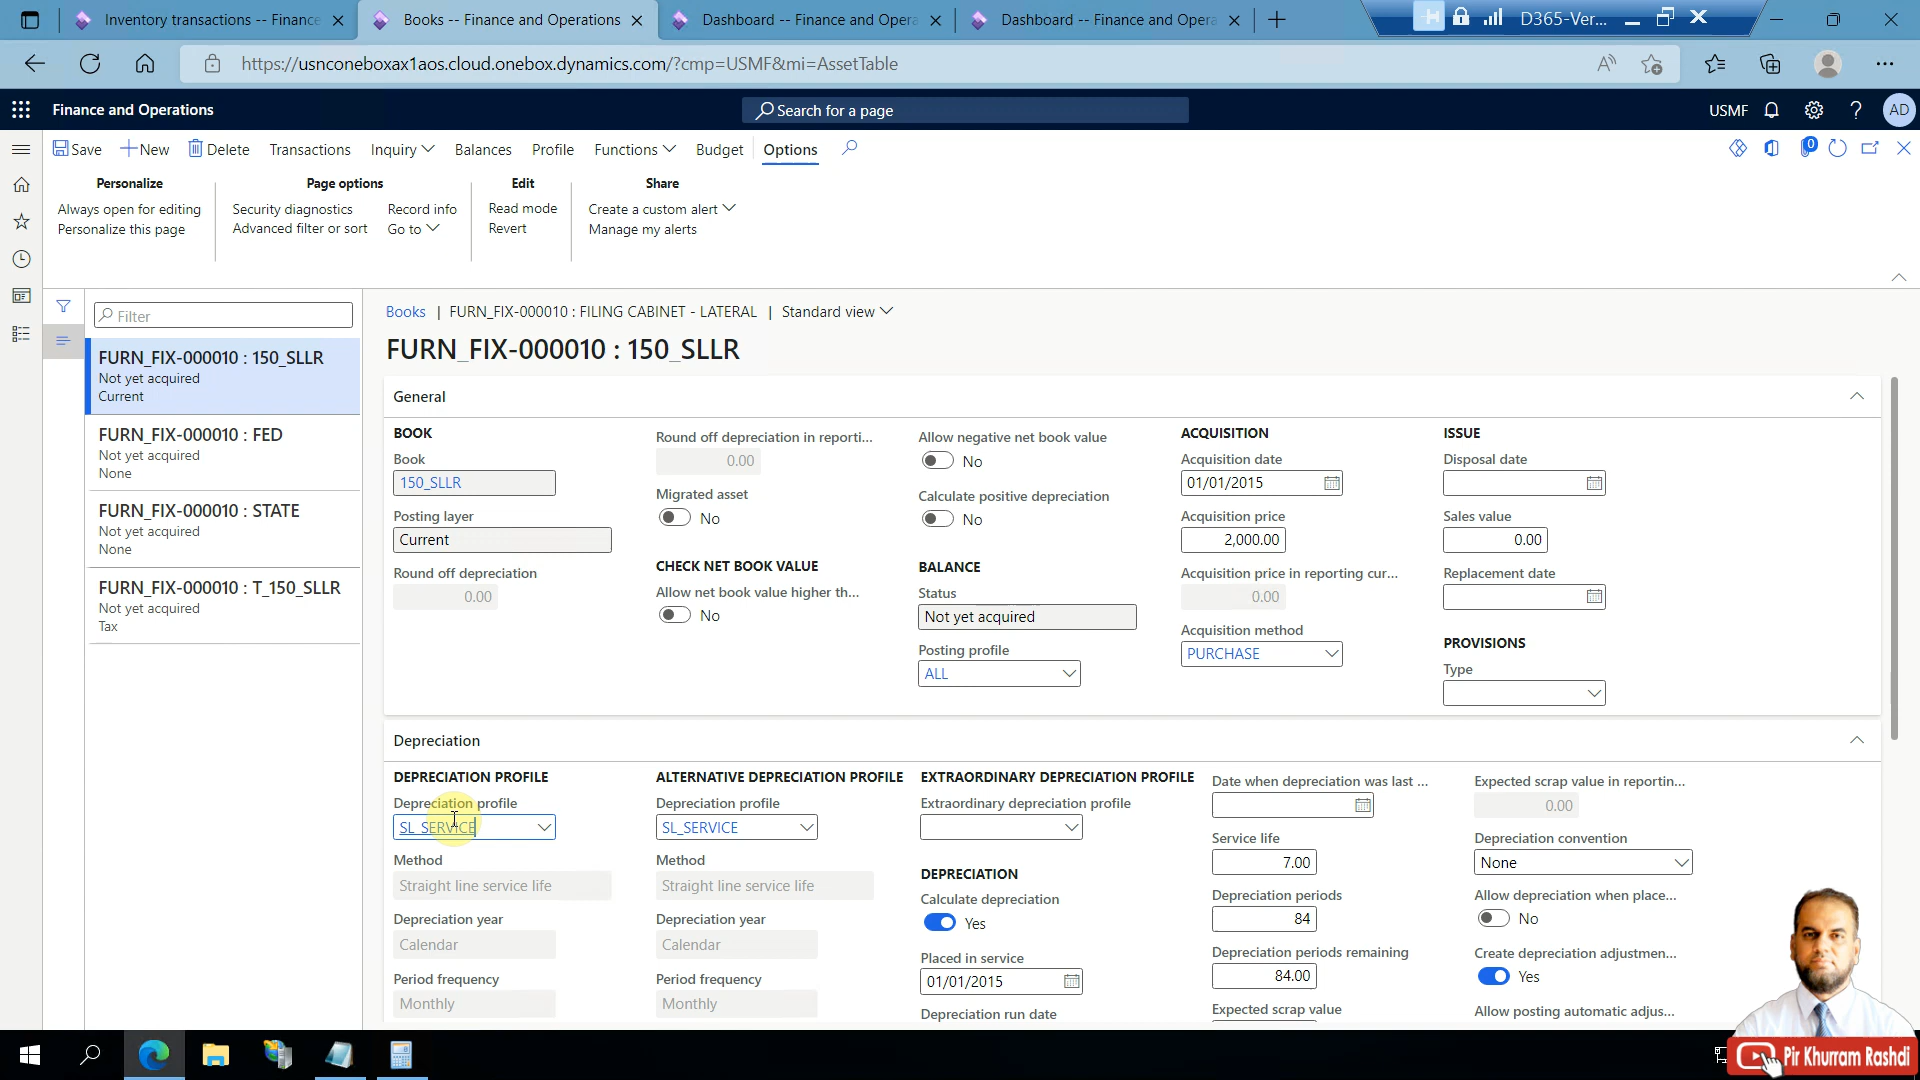 Inventory transactions -- Finance
Books -- Finance and Operations
Dashboard -- Finance and Opera
Dashboard -- Finance and Opera
D365-Ver...
https://usnconeboxax1aos.cloud.onebox.dynamics.com/?cmp=USMF&mi=AssetTable
Finance and Operations
Search for a page
USMF
AD
Save
New
Delete
Transactions
Inquiry
Balances
Profile
Functions
Budget
Options
0
Personalize
Always open for editing
Personalize this page
Page options
Security diagnostics
Advanced filter or sort
Record info
Go to
Edit
Read mode
Revert
Share
Create a custom alert
Manage my alerts
Filter
FURN_FIX-000010 : 150_SLLR
Not yet acquired
Current
FURN_FIX-000010 : FED
Not yet acquired
None
FURN_FIX-000010 : STATE
Not yet acquired
None
FURN_FIX-000010 : T_150_SLLR
Not yet acquired
Tax
Books | FURN_FIX-000010 : FILING CABINET - LATERAL | Standard view
FURN_FIX-000010 : 150_SLLR
General
BOOK
Book
150_SLLR
Posting layer
Current
Round off depreciation
0.00
Round off depreciation in reporti...
0.00
Migrated asset
No
CHECK NET BOOK VALUE
Allow net book value higher th...
No
Allow negative net book value
No
Calculate positive depreciation
No
BALANCE
Status
Not yet acquired
Posting profile
ALL
ACQUISITION
Acquisition date
01/01/2015
Acquisition price
2,000.00
Acquisition price in reporting cur...
0.00
Acquisition method
PURCHASE
ISSUE
Disposal date
Sales value
0.00
Replacement date
PROVISIONS
Type
Depreciation
DEPRECIATION PROFILE
Depreciation profile
SL_SERVICE
Method
Straight line service life
Depreciation year
Calendar
Period frequency
Monthly
ALTERNATIVE DEPRECIATION PROFILE
Depreciation profile
SL_SERVICE
Method
Straight line service life
Depreciation year
Calendar
Period frequency
Monthly
EXTRAORDINARY DEPRECIATION PROFILE
Extraordinary depreciation profile
DEPRECIATION
Calculate depreciation
Yes
Placed in service
01/01/2015
Depreciation run date
Date when depreciation was last ...
Service life
7.00
Depreciation periods
84
Depreciation periods remaining
84.00
Expected scrap value
Expected scrap value in reportin...
0.00
Depreciation convention
None
Allow depreciation when place...
No
Create depreciation adjustmen...
Yes
Allow posting automatic adjus...
Pir Khurram Rashdi